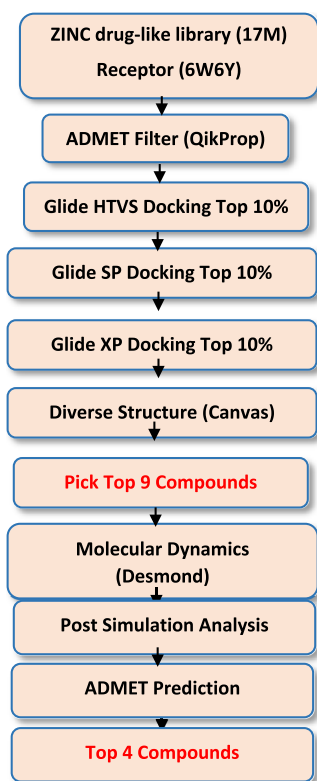 ZINC drug-like library (17M)
Receptor (6W6Y)
ADMET Filter (QikProp)
Glide HTVS Docking Top 10%
Glide SP Docking Top 10%
Glide XP Docking Top 10%
Diverse Structure (Canvas)
Pick Top 9 Compounds
Molecular Dynamics
(Desmond)
Post Simulation Analysis
ADMET Prediction
Top 4 Compounds